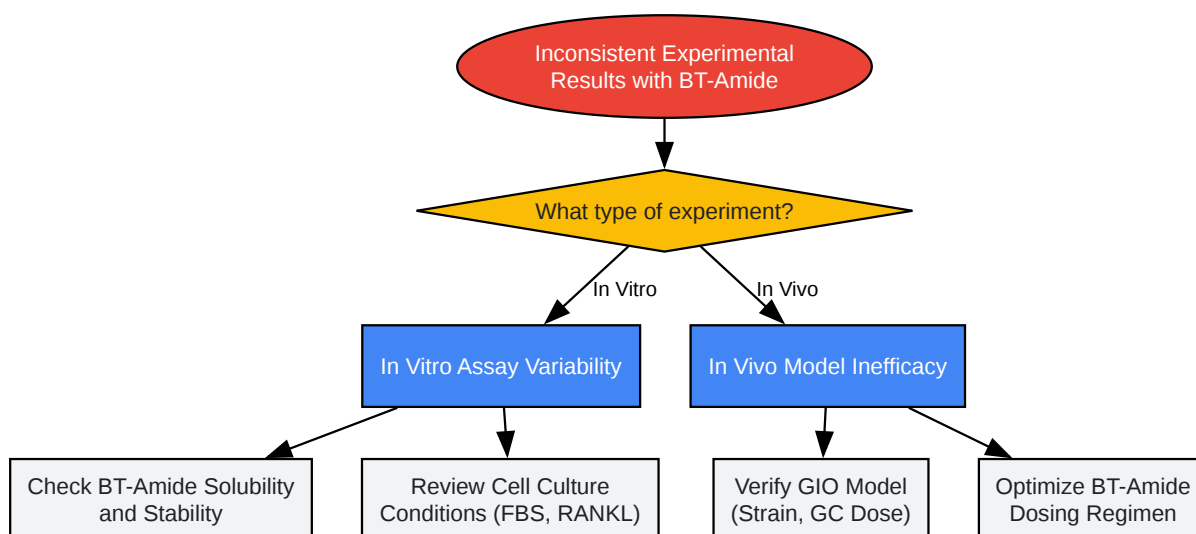 Inconsistent Experimental
Results with BT-Amide
What type of experiment?
In Vitro
In Vivo
In Vitro Assay Variability
In Vivo Model Inefficacy
Check BT-Amide Solubility
and Stability
Review Cell Culture
Conditions (FBS, RANKL)
Verify GIO Model
(Strain, GC Dose)
Optimize BT-Amide
Dosing Regimen